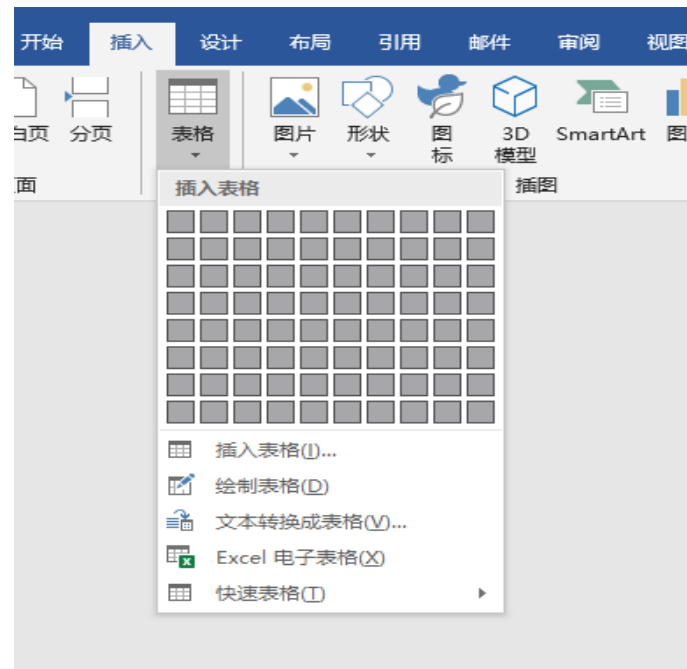 开始 插入 设计 布局 引用 邮件 审阅 视图
白页 分页 表格 图片 形状 图标 3D 模型 SmartArt 图
面 插图
插入表格
插入表格(I)...
绘制表格(D)
文本转换成表格(V)...
Excel 电子表格(X)
快速表格(T)